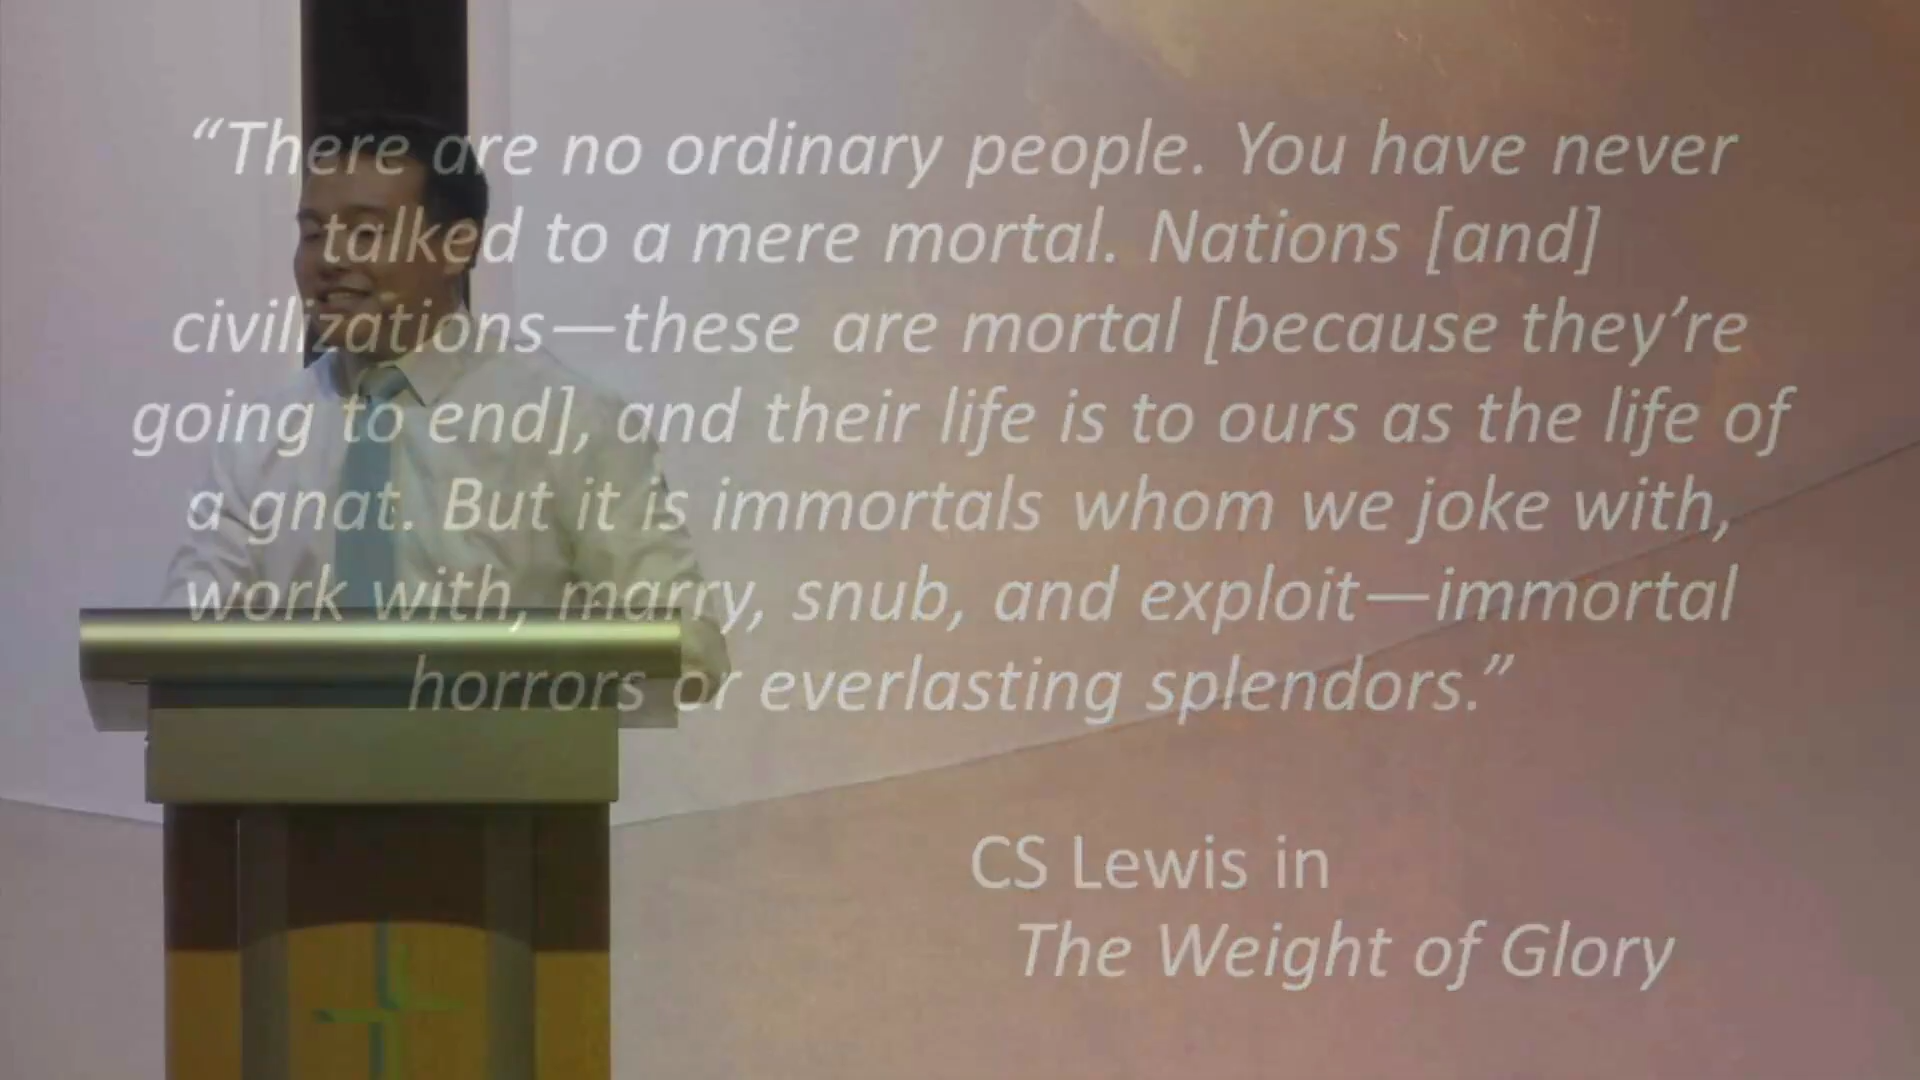 “There are no ordinary people. You have never
talked to a mere mortal. Nations [and]
civilizations—these are mortal [because they’re
going to end], and their life is to ours as the life of
a gnat. But it is immortals whom we joke with,
work with, marry, snub, and exploit—immortal
horrors or everlasting splendors.”
CS Lewis in
The Weight of Glory